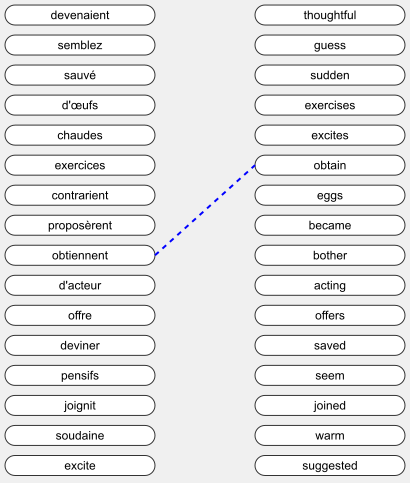 devenaient thoughtful
semblez guess
sauvé sudden
d'œufs exercises
chaudes excites
exercices obtain
contrarient eggs
proposèrent became
obtiennent bother
d'acteur acting
offre offers
deviner saved
pensifs seem
joignit joined
soudaine warm
excite suggested